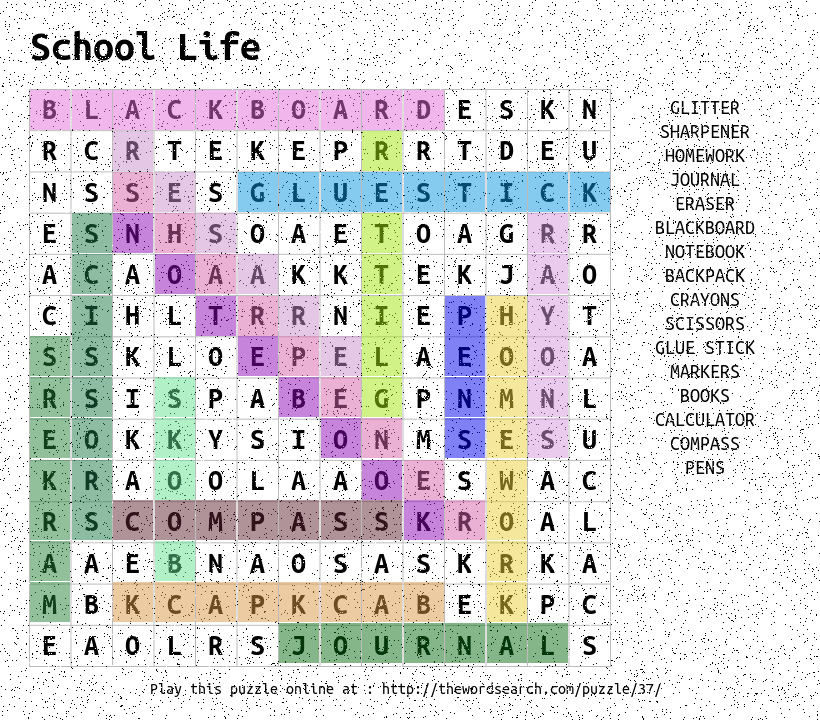 School Life
B L A C K B O A R D E S K N
R C R T E K E P R R T D E U
N S S E S G L U E S T I C K
E S N H S O A E T O A G R R
A C A O A A K K T E K J A O
C I H L T R R N I E P H Y T
S S K L O E P E L A E O O A
R S I S P A B E G P N M N L
E O K K Y S I O N M S E S U
K R A O O L A A O E S W A C
R S C O M P A S S K R O A L
A A E B N A O S A S K R K A
M B K C A P K C A B E K P C
E A O L R S J O U R N A L S
GLITTER
SHARPENER
HOMEWORK
JOURNAL
ERASER
BLACKBOARD
NOTEBOOK
BACKPACK
CRAYONS
SCISSORS
GLUE STICK
MARKERS
BOOKS
CALCULATOR
COMPASS
PENS
Play this puzzle online at : http://thewordsearch.com/puzzle/37/